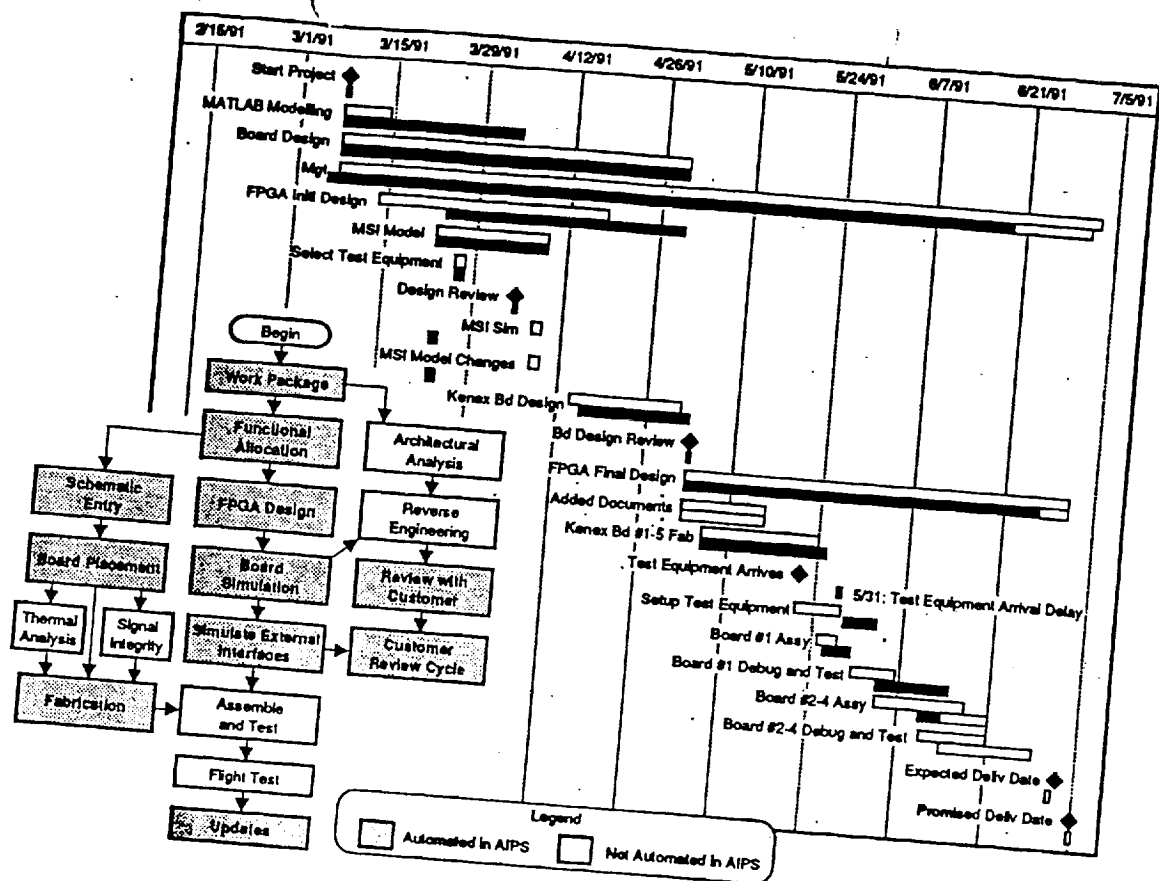 2/15/91 3/1/91 3/15/91 3/29/91 4/12/91 4/26/91 5/10/91 5/24/91 6/7/91 6/21/91 7/5/91
Start Project
MATLAB Modelling
Board Design
Mgt
FPGA Initl Design
MSI Model
Select Test Equipment
Design Review
MSI Sim
MSI Model Changes
Kenex Bd Design
Bd Design Review
FPGA Final Design
Added Documents
Kenex Bd #1-5 Fab
Test Equipment Arrives
5/31: Test Equipment Arrival Delay
Setup Test Equipment
Board #1 Assy
Board #1 Debug and Test
Board #2-4 Assy
Board #2-4 Debug and Test
Expected Deliv Date
Promised Deliv Date
Begin
Work Package
Functional
Allocation
Architectural
Analysis
Schematic
Entry
FPGA Design
Reverse
Engineering
Board Placement
Board
Simulation
Review with
Customer
Thermal
Analysis
Signal
Integrity
Simulate External
Interfaces
Customer
Review Cycle
Fabrication
Assemble
and Test
Flight Test
Updates
Legend
Automated in AIPS
Not Automated in AIPS